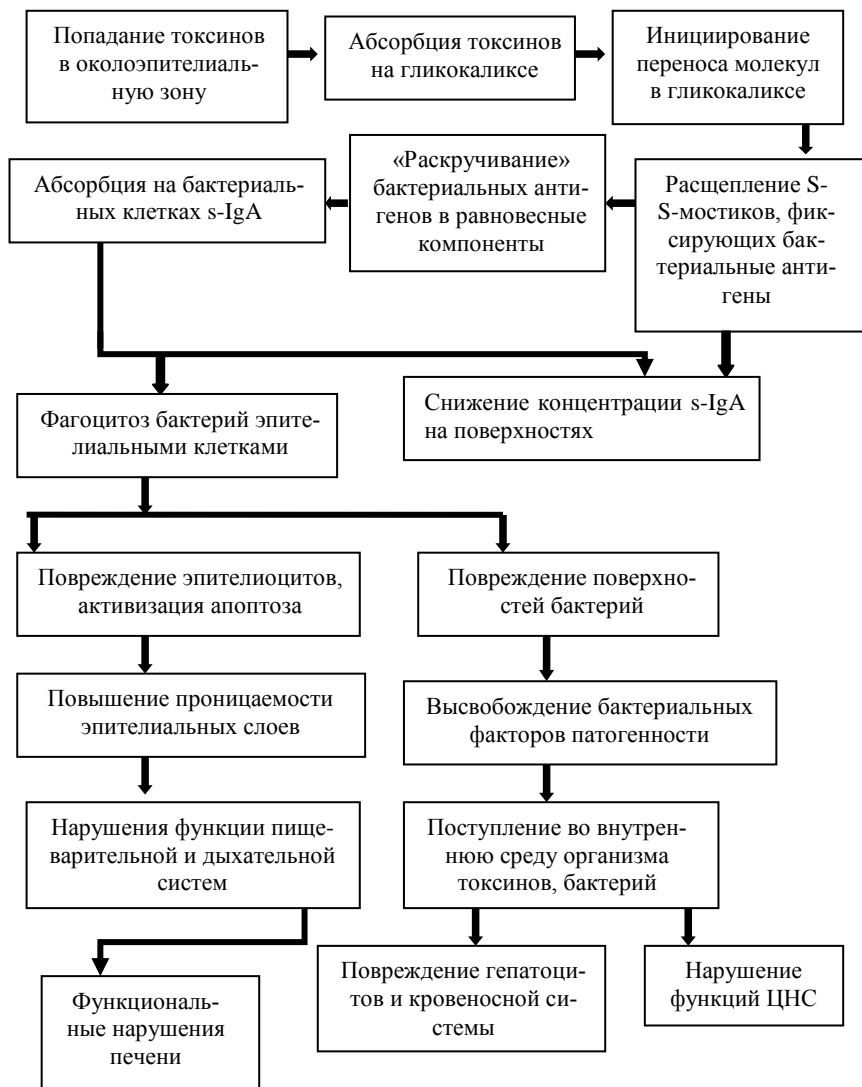 Попадание токсинов
в околоэпителиаль-
ную зону
Абсорбция токсинов
на гликокаликсе
Инициирование
переноса молекул
в гликокаликсе
Абсорбция на бактериаль-
ных клетках s-IgA
«Раскручивание»
бактериальных анти-
генов в равновесные
компоненты
Расщепление S-
S-мостиков, фик-
сирующих бак-
териальные анти-
гены
Фагоцитоз бактерий эпите-
лиальными клетками
Снижение концентрации s-IgA
на поверхностях
Повреждение эпителиоцитов,
активизация апоптоза
Повреждение поверхно-
стей бактерий
Повышение проницаемости
эпителиальных слоев
Высвобождение бактериальных
факторов патогенности
Нарушения функции пище-
варительной и дыхательной
систем
Поступление во внутрен-
нюю среду организма
токсинов, бактерий
Функциональ-
ные нарушения
печени
Повреждение гепатоци-
тов и кровеносной си-
стемы
Нарушение
функций ЦНС